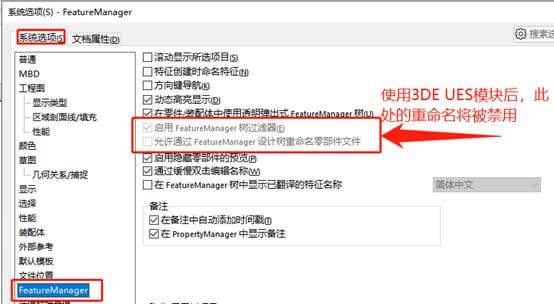 系统选项(S) - FeatureManager
系统选项(S)
文档属性(D)
搜索选
普通
MBD
工程图
显示类型
区域剖面线/填充
性能
颜色
草图
几何关系/捕捉
显示
选择
性能
装配体
外部参考
默认模板
文件位置
FeatureManager
滚动显示所选项目(S)
特征创建时命名特征(N)
方向键导航(K)
动态高亮显示(D)
在零件/装配体中使用透明弹出式 FeatureManager 树(U)
启用 FeatureManager 树过滤器(E)
允许通过 FeatureManager 设计树重命名零部件文件
启用隐藏零部件的预览(P)
通过缓慢双击编辑名称(W)
在 FeatureManager 树中显示已翻译的特征名称
简体中文
备注
在备注中自动添加时间戳(T)
在 PropertyManager 中显示备注
使用3DE UES模块后，此
处的重命名将被禁用